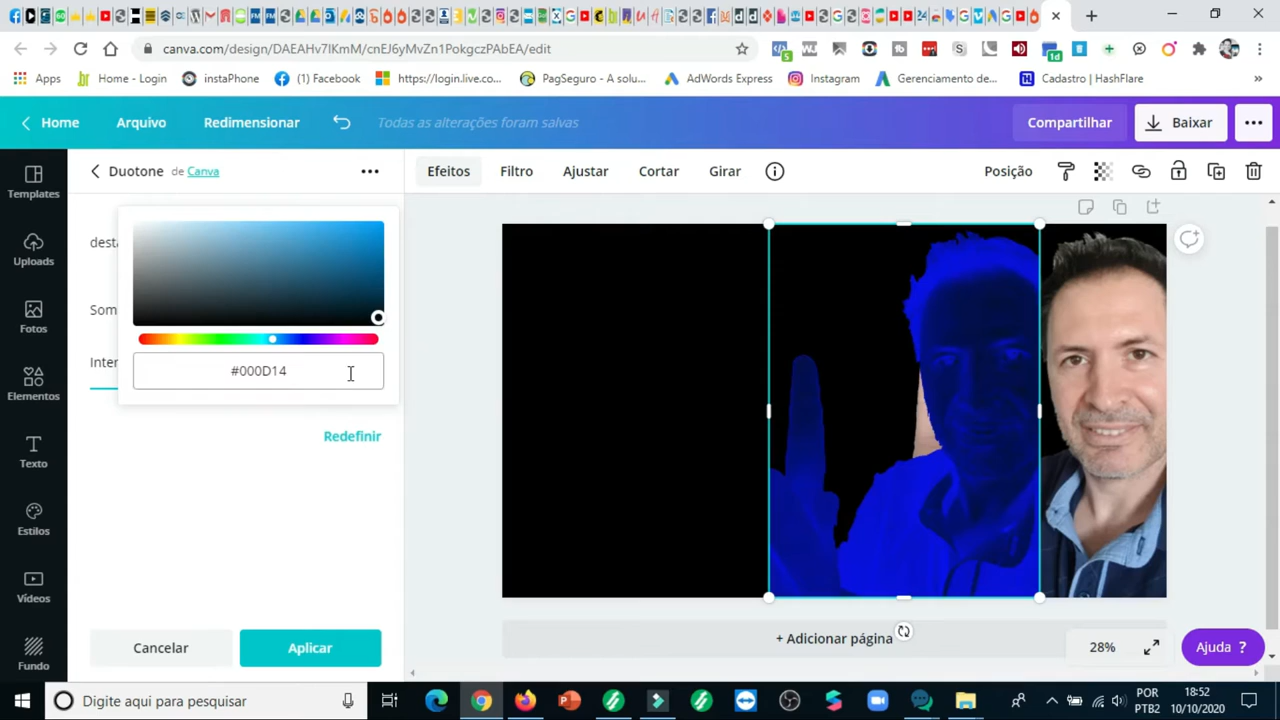 canva.com/design/DAEAHv7lKmM/cnEJ6yMvZn1PokgczPAbEA/edit
Apps
Home - Login
instaPhone
(1) Facebook
https://login.live.co...
PagSeguro - A solu...
AdWords Express
Instagram
Gerenciamento de...
Cadastro | HashFlare
»
Home
Arquivo
Redimensionar
Todas as alterações foram salvas
Compartilhar
Baixar
Duotone de Canva
Efeitos
Filtro
Ajustar
Cortar
Girar
Posição
Templates
Uploads
Fotos
Elementos
Texto
Estilos
Vídeos
Fundo
desta
Som
Inter
#000D14
Redefinir
Cancelar
Aplicar
+ Adicionar página
28%
Ajuda ?
Digite aqui para pesquisar
POR
PTB2
18:52
10/10/2020